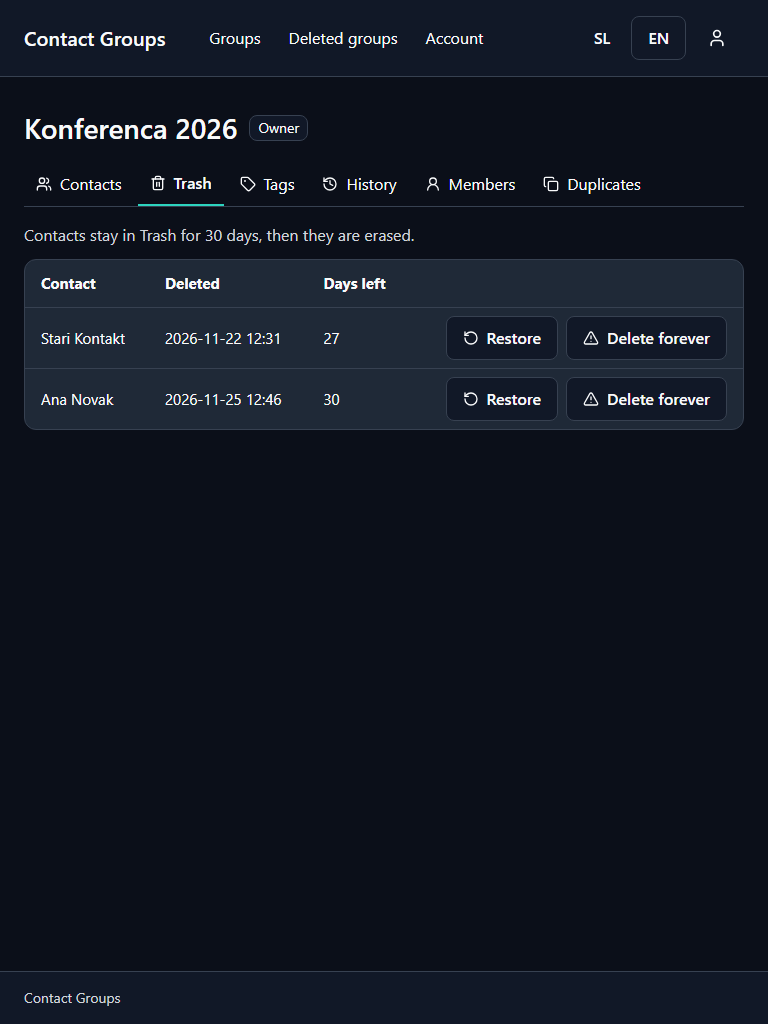 Contact Groups Groups Deleted groups Account SL EN
Konferenca 2026 Owner
Contacts Trash Tags History Members Duplicates
Contacts stay in Trash for 30 days, then they are erased.
Contact Deleted Days left
Stari Kontakt 2026-11-22 12:31 27 Restore Delete forever
Ana Novak 2026-11-25 12:46 30 Restore Delete forever
Contact Groups